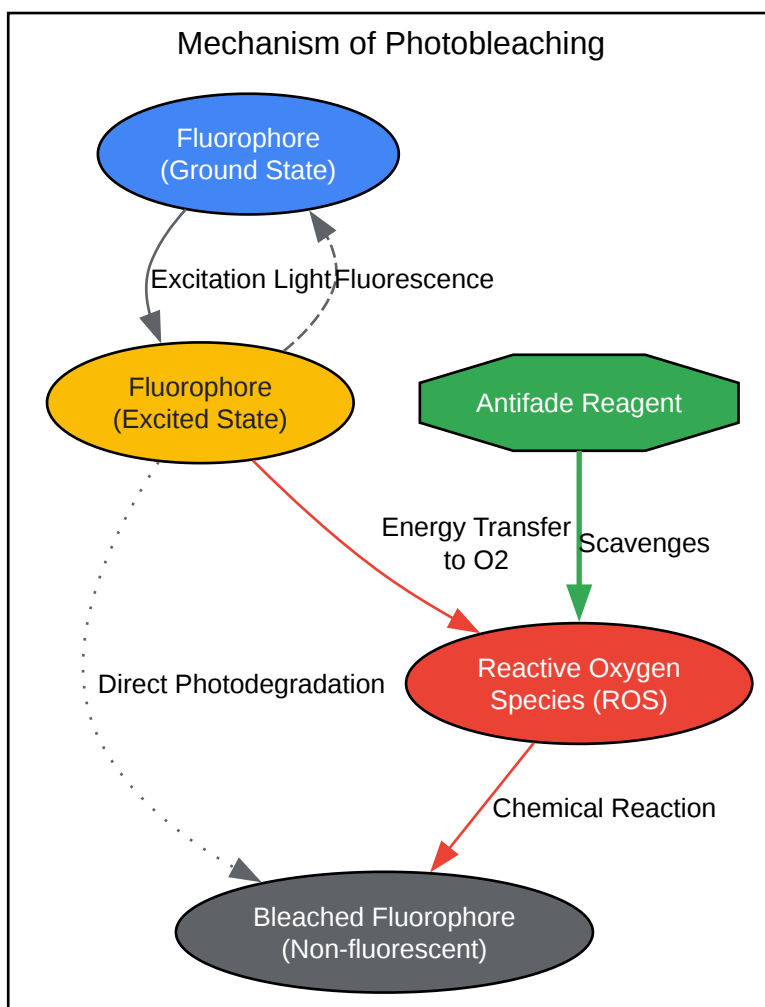 Mechanism of Photobleaching
Fluorophore
(Ground State)
Excitation Light
Fluorescence
Fluorophore
(Excited State)
Antifade Reagent
Energy Transfer
to O2
Scavenges
Reactive Oxygen
Species (ROS)
Direct Photodegradation
Chemical Reaction
Bleached Fluorophore
(Non-fluorescent)